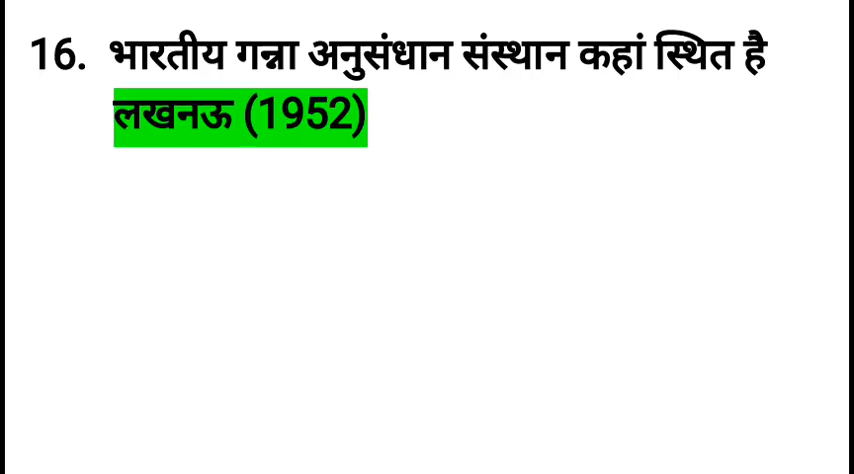 16. भारतीय गन्ना अनुसंधान संस्थान कहां स्थित है
लखनऊ (1952)